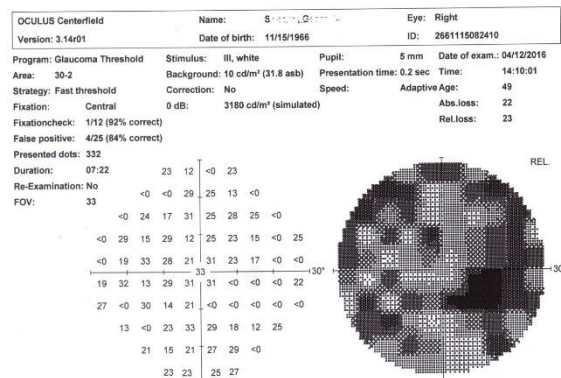 OCULUS Centerfield Name: Eye: Right
Version: 3.14r01 Date of birth: 11/15/1966 ID: 2661115082410
Program: Glaucoma Threshold Stimulus: III, white Pupil: 5 mm Date of exam.: 04/12/2016
Area: 30-2 Background: 10 cd/m² (31.8 asb) Presentation time: 0.2 sec Time: 14:10:01
Strategy: Fast threshold Correction: No Speed: Adaptive Age: 49
Fixation: Central 0 dB: 3180 cd/m² (simulated) Abs.loss: 22
Fixationcheck: 1/12 (92% correct) Rel.loss: 23
False positive: 4/25 (84% correct)
Presented dots: 332
Duration: 07:22
Re-Examination: No
FOV: 33
REL.
23 12 <0 23
<0 <0 29 25 13 <0
<0 24 17 31 25 28 25 <0
<0 29 15 29 12 25 23 15 <0 25
<0 19 33 28 21 31 23 17 <0 <0
33 30° 30
19 32 13 29 31 31 <0 <0 <0 22
27 <0 30 14 21 <0 <0 <0 <0 <0
13 <0 23 33 29 18 12 25
21 15 21 27 29 <0
23 23 25 27